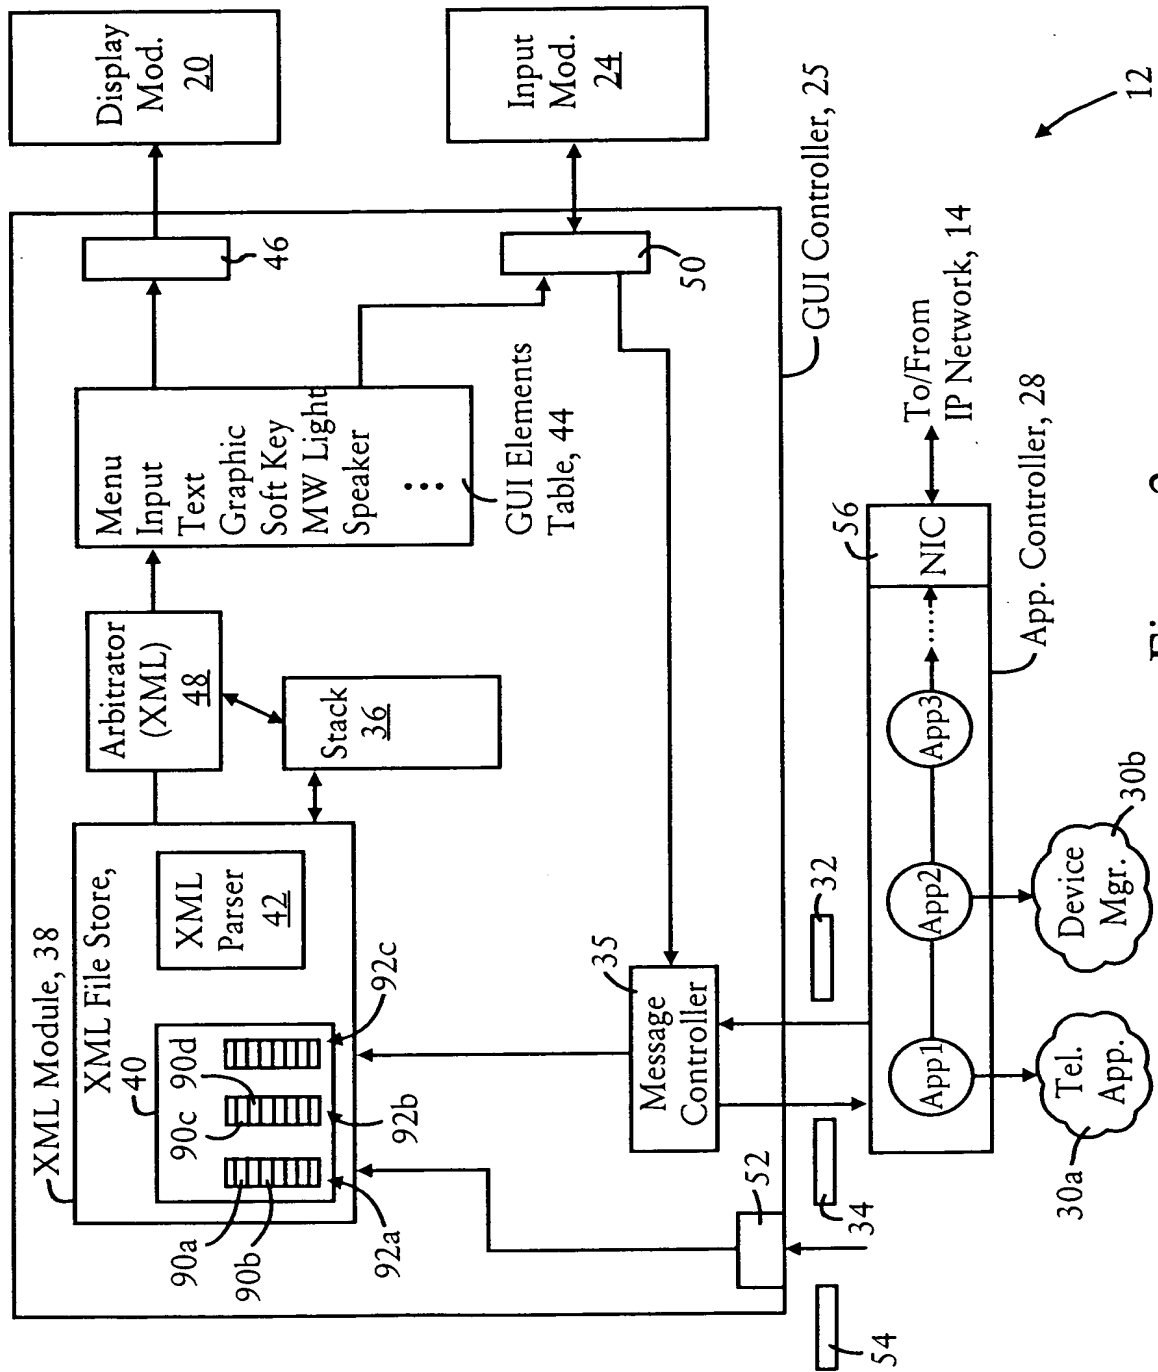 XML Module, 38
XML File Store,
40
90c
90d
90a
90b
92a
92b
92c
XML
Parser
42
Arbitrator
(XML)
48
Stack
36
Menu
Input
Text
Graphic
Soft Key
MW Light
Speaker
GUI Elements
Table, 44
46
50
Display
Mod.
20
Input
Mod.
24
GUI Controller, 25
35
Message
Controller
52
54
34
32
App1
App2
App3
56
NIC
To/From
IP Network, 14
App. Controller, 28
Tel.
App.
30a
Device
Mgr.
30b
12